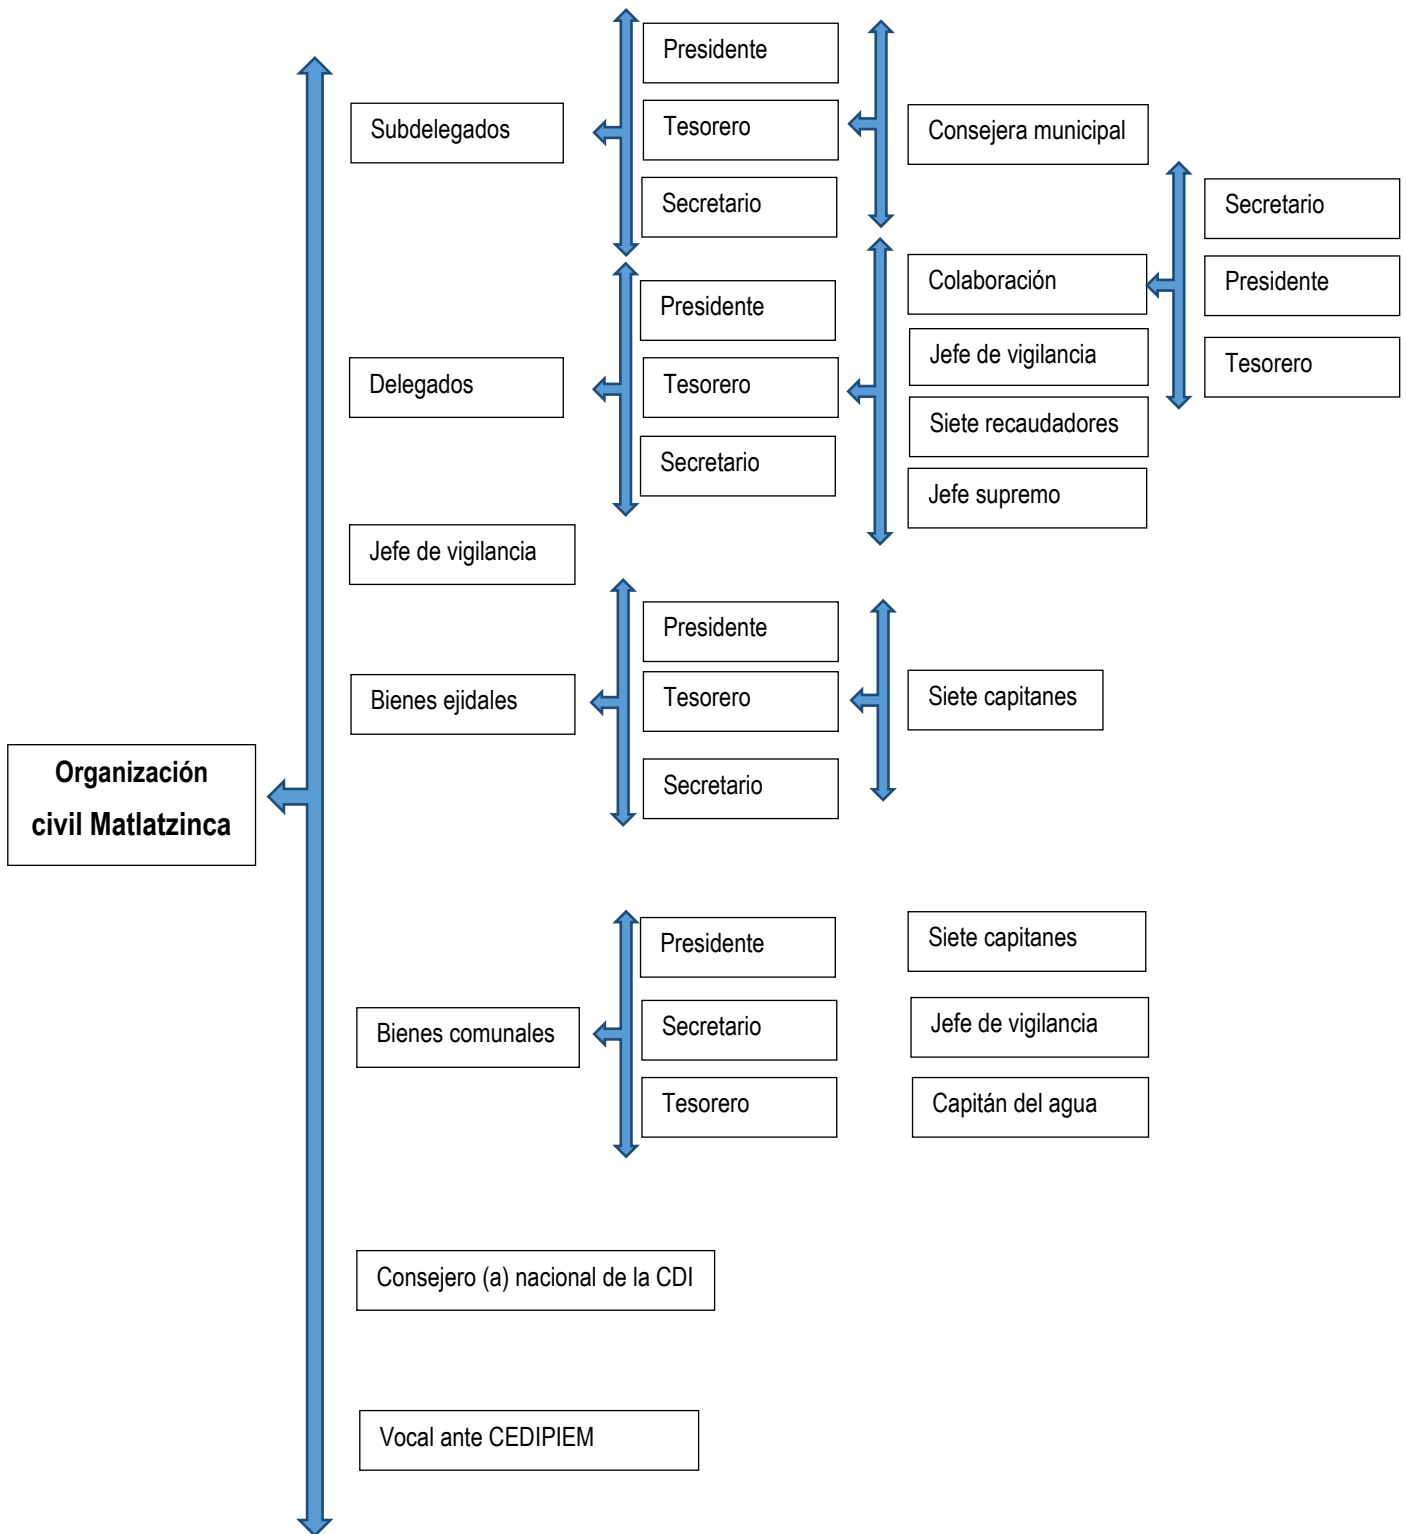 Presidente
Subdelegados
Tesorero
Consejera municipal
Secretario
Secretario
Colaboración
Presidente
Presidente
Jefe de vigilancia
Delegados
Tesorero
Tesorero
Siete recaudadores
Secretario
Jefe supremo
Jefe de vigilancia
Presidente
Bienes ejidales
Tesorero
Siete capitanes
Secretario
Organización
civil Matlatzinca
Presidente
Siete capitanes
Bienes comunales
Secretario
Jefe de vigilancia
Tesorero
Capitán del agua
Consejero (a) nacional de la CDI
Vocal ante CEDIPIEM